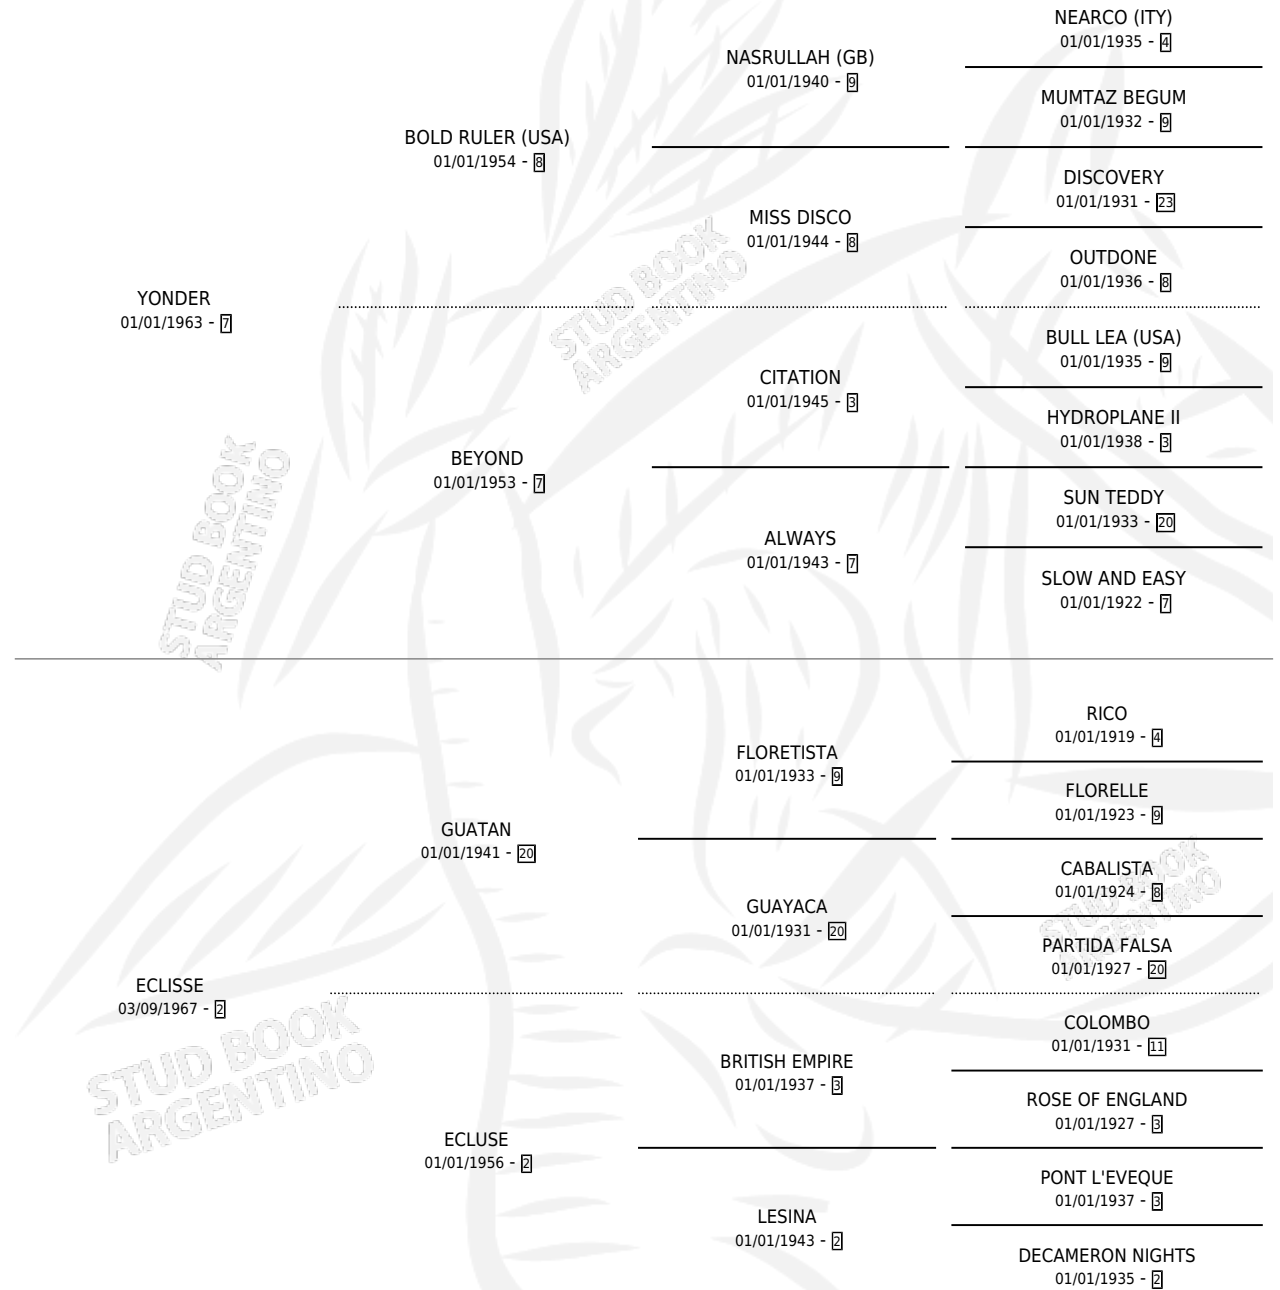 NEARCO (ITY)
01/01/1935 - 4
NASRULLAH (GB)
01/01/1940 - 9
MUMTAZ BEGUM
01/01/1932 - 9
BOLD RULER (USA)
01/01/1954 - 8
DISCOVERY
01/01/1931 - 23
MISS DISCO
01/01/1944 - 8
OUTDONE
01/01/1936 - 8
YONDER
01/01/1963 - 7
BULL LEA (USA)
01/01/1935 - 9
CITATION
01/01/1945 - 3
HYDROPLANE II
01/01/1938 - 3
BEYOND
01/01/1953 - 7
SUN TEDDY
01/01/1933 - 20
ALWAYS
01/01/1943 - 7
SLOW AND EASY
01/01/1922 - 7
RICO
01/01/1919 - 4
FLORETISTA
01/01/1933 - 9
FLORELLE
01/01/1923 - 9
GUATAN
01/01/1941 - 20
CABALISTA
01/01/1924 - 8
GUAYACA
01/01/1931 - 20
PARTIDA FALSA
01/01/1927 - 20
ECLISSE
03/09/1967 - 2
COLOMBO
01/01/1931 - 11
BRITISH EMPIRE
01/01/1937 - 3
ROSE OF ENGLAND
01/01/1927 - 3
ECLUSE
01/01/1956 - 2
PONT L'EVEQUE
01/01/1937 - 3
LESINA
01/01/1943 - 2
DECAMERON NIGHTS
01/01/1935 - 2
STUD BOOK
ARGENTINO
STUD BOOK
ARGENTINO
STUD BOOK
ARGENTINO
STUD BOOK
ARGENTINO